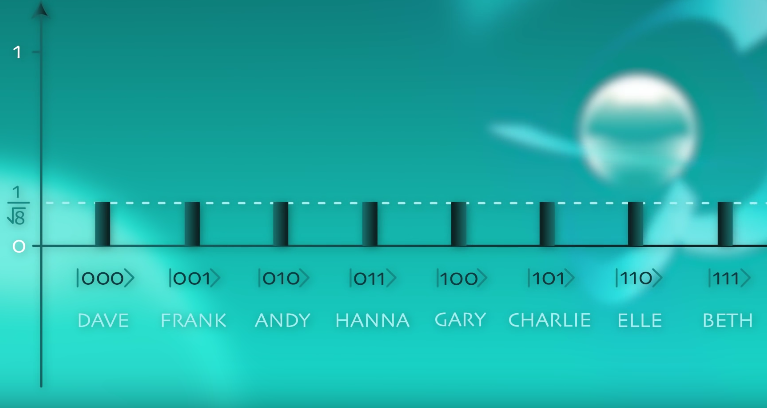 1
1
√8
0
|000⟩ |001⟩ |010⟩ |011⟩ |100⟩ |101⟩ |110⟩ |111⟩
DAVE FRANK ANDY HANNA GARY CHARLIE ELLE BETH